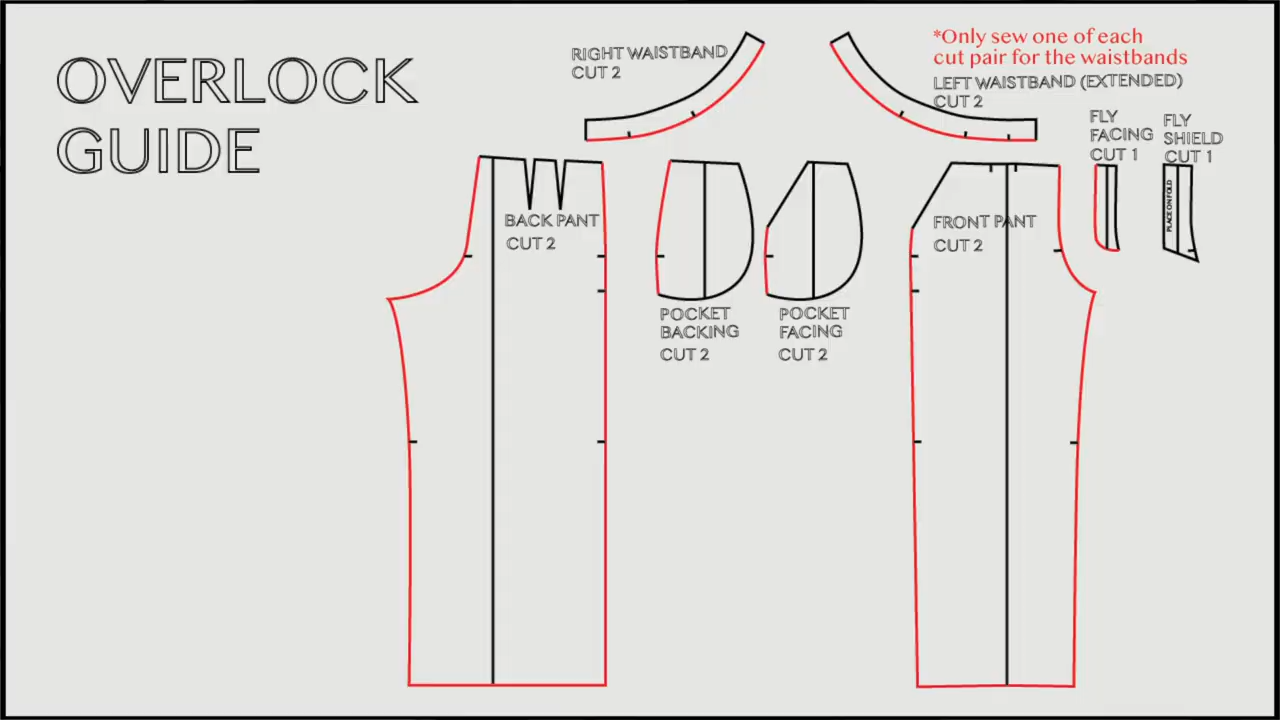 OVERLOCK
GUIDE
RIGHT WAISTBAND
CUT 2
*Only sew one of each
cut pair for the waistbands
LEFT WAISTBAND (EXTENDED)
CUT 2
FLY
FACING
CUT 1
FLY
SHIELD
CUT 1
PLACE ON FOLD
BACK PANT
CUT 2
FRONT PANT
CUT 2
POCKET
BACKING
CUT 2
POCKET
FACING
CUT 2